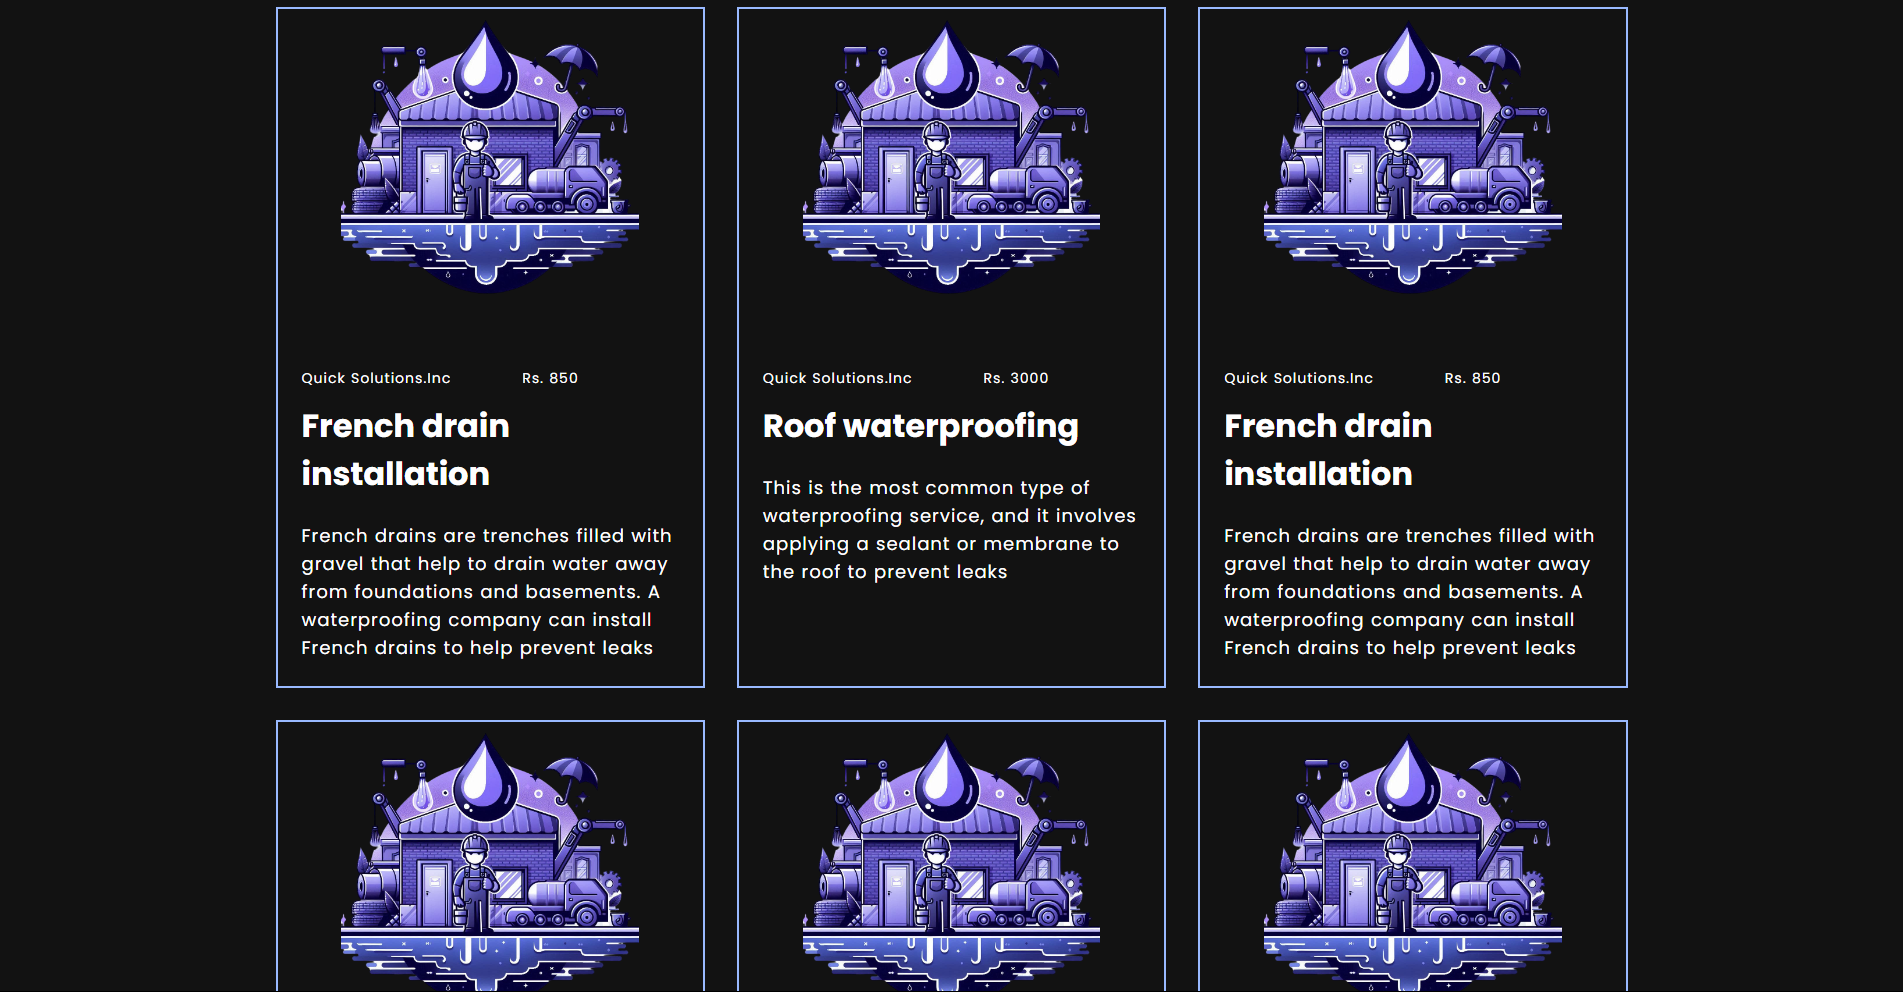 Quick Solutions.Inc Rs. 850
French drain
installation
French drains are trenches filled with
gravel that help to drain water away
from foundations and basements. A
waterproofing company can install
French drains to help prevent leaks
Quick Solutions.Inc Rs. 3000
Roof waterproofing
This is the most common type of
waterproofing service, and it involves
applying a sealant or membrane to
the roof to prevent leaks
Quick Solutions.Inc Rs. 850
French drain
installation
French drains are trenches filled with
gravel that help to drain water away
from foundations and basements. A
waterproofing company can install
French drains to help prevent leaks